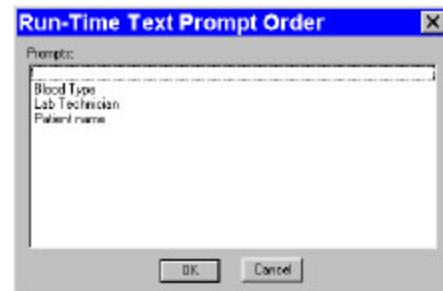 Run-Time Text Prompt Order
Prompts:
Blood Type
Lab Technician
Patient name
OK
Cancel